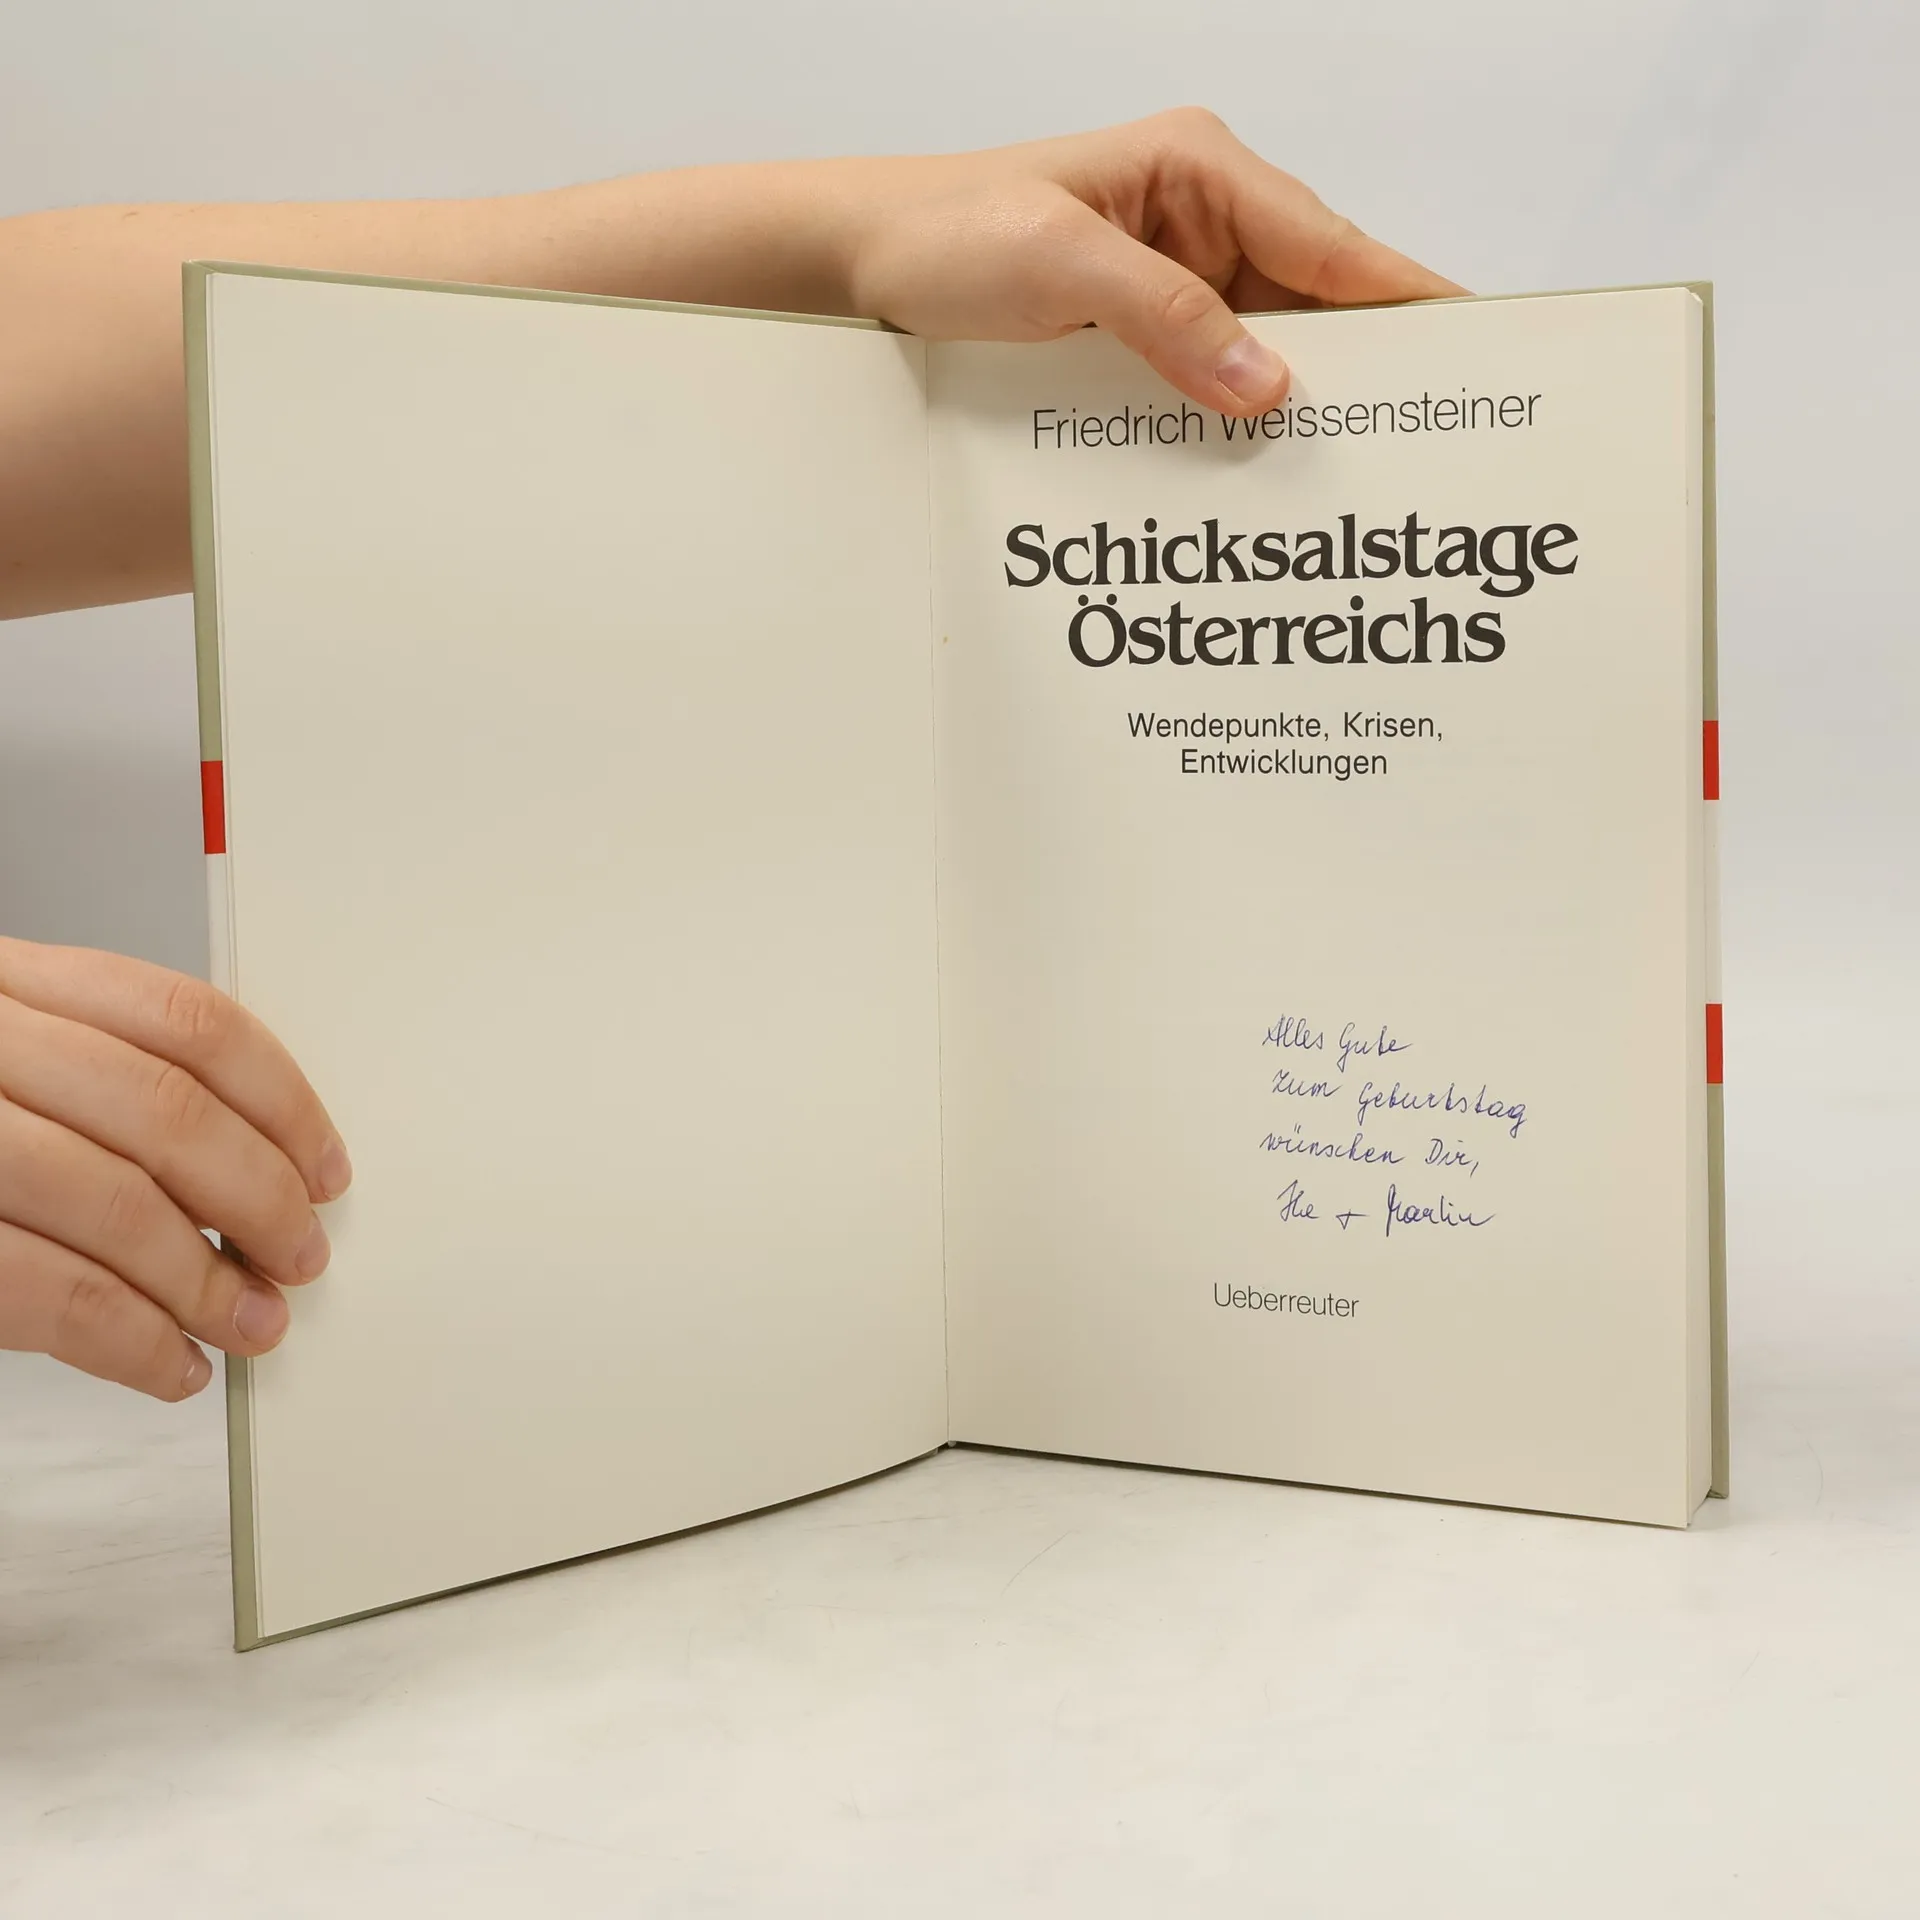 Friedrich Weissensteiner
Schicksalstage
Österreichs
Wendepunkte, Krisen,
Entwicklungen
Alles Gute
zum Geburtstag
wünschen Dir,
+ Martin
Ueberreuter